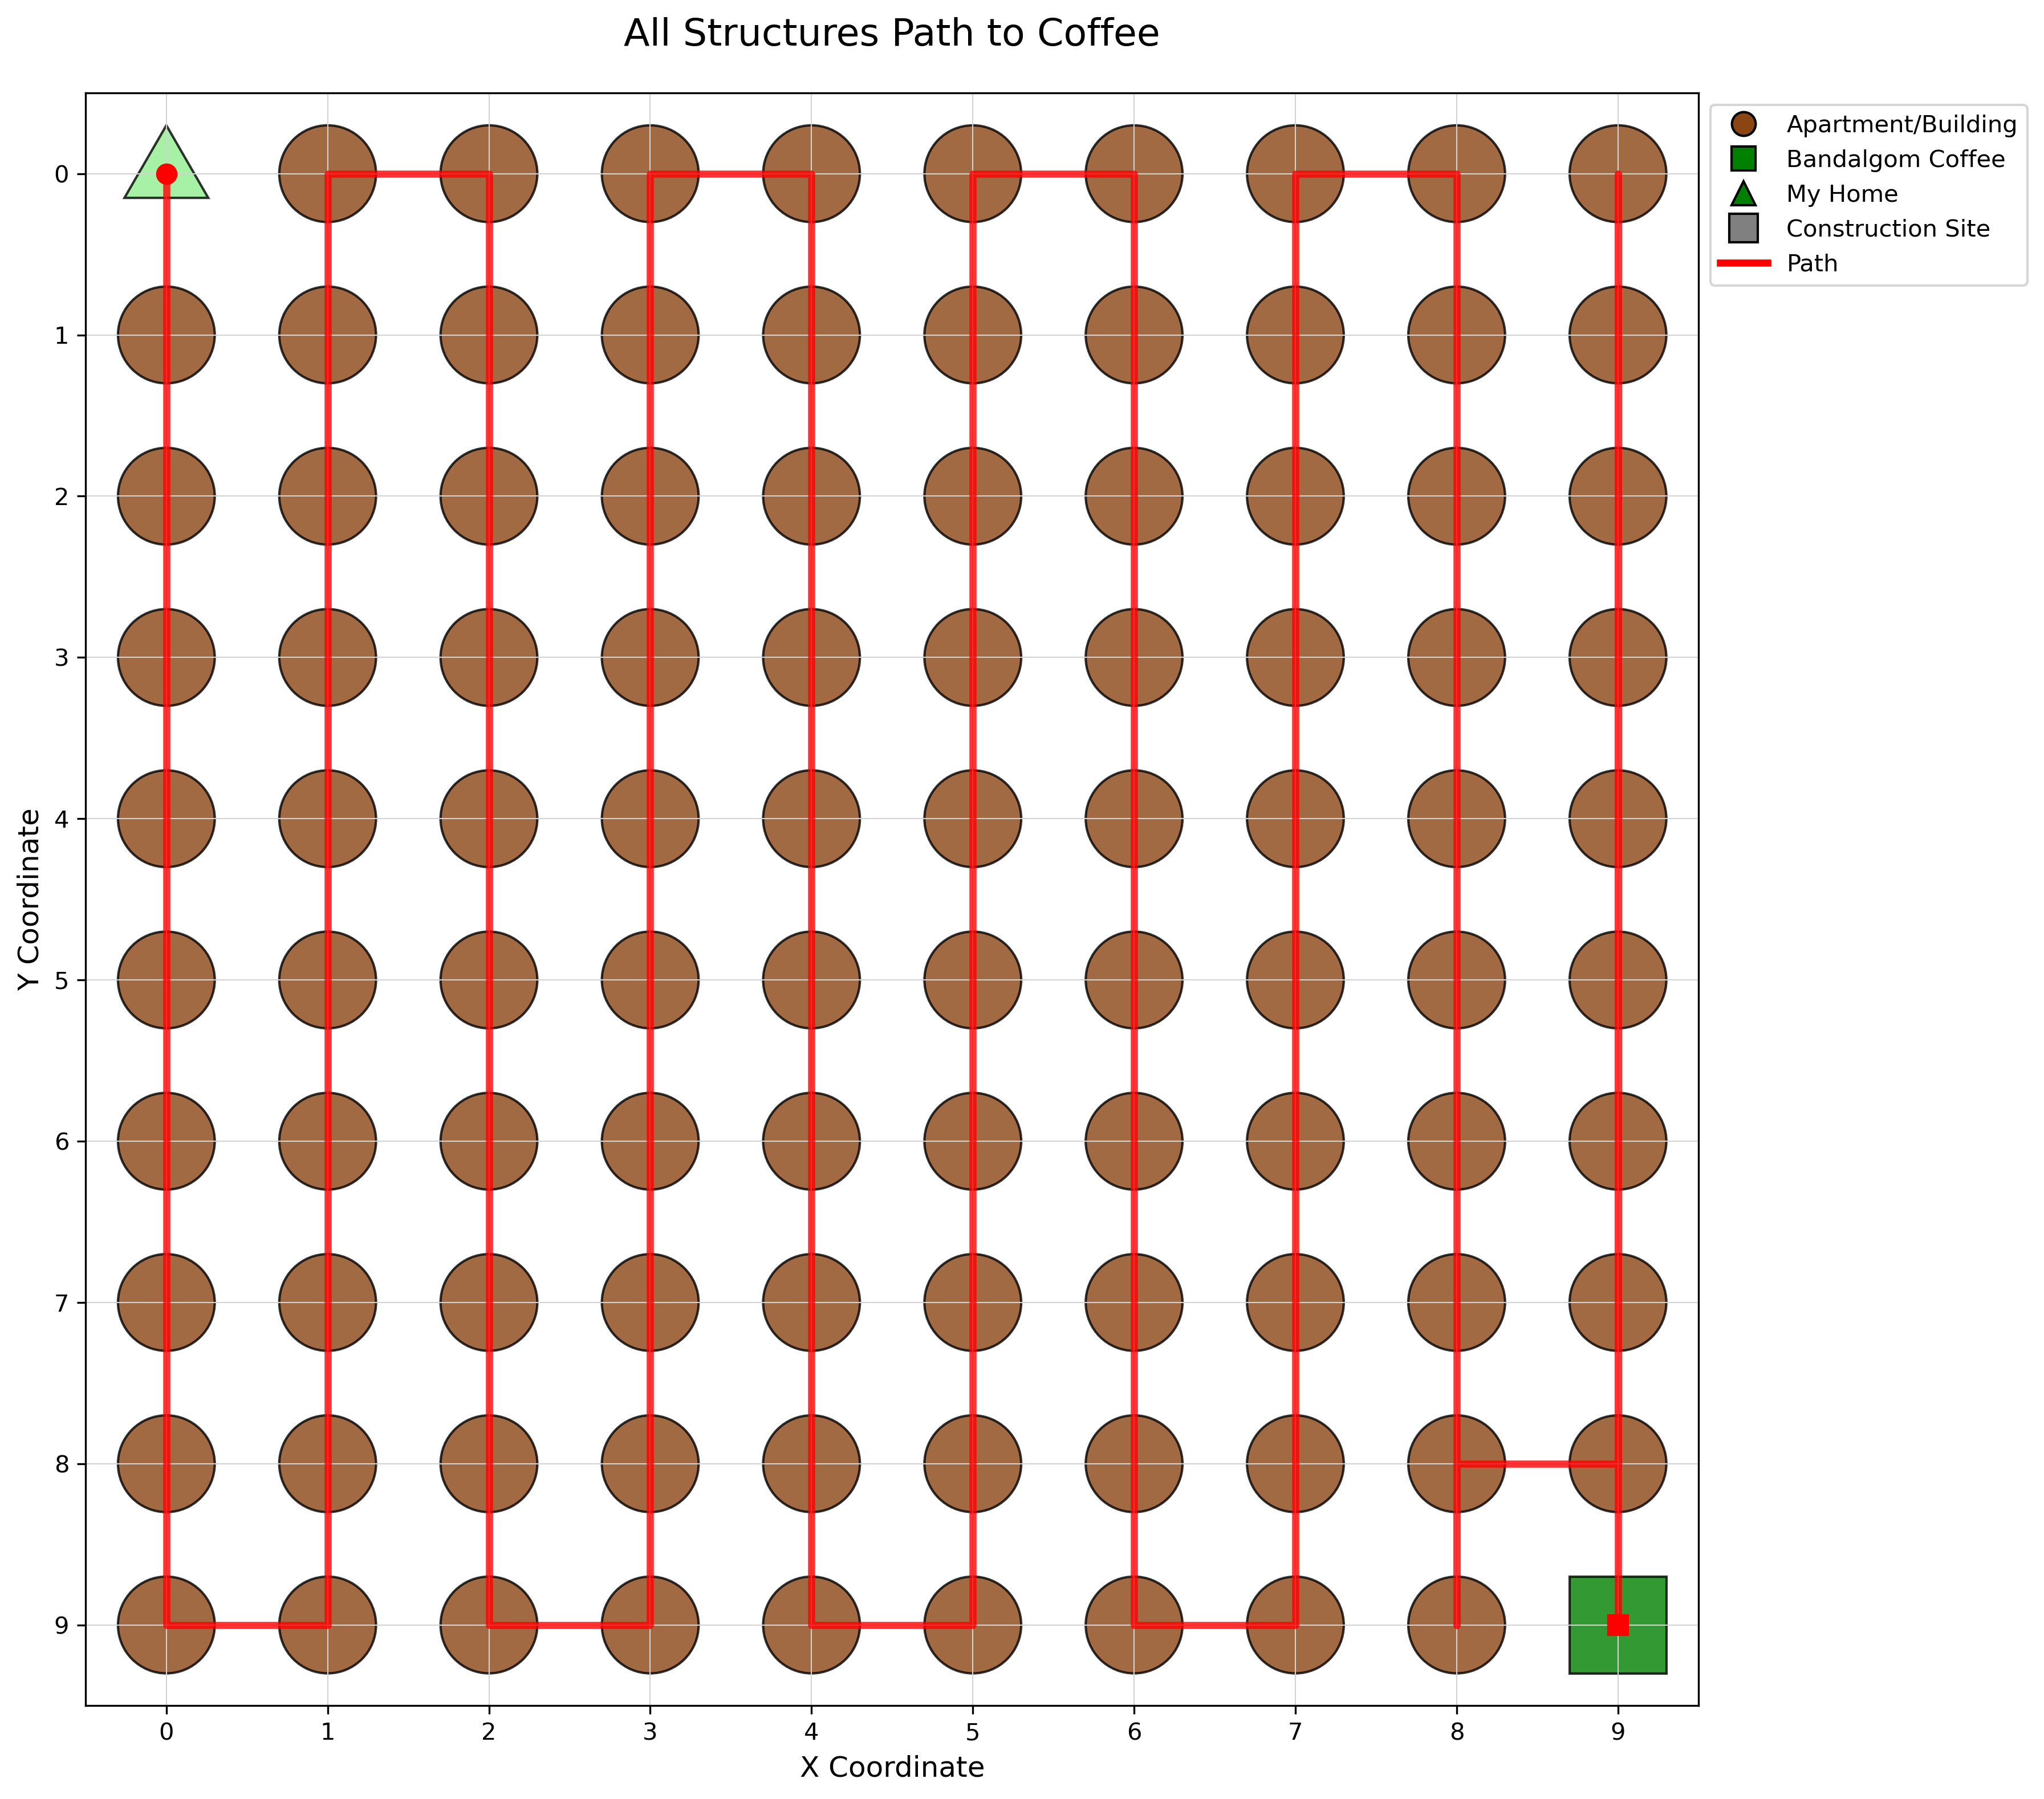 All Structures Path to Coffee
Apartment/Building
Bandalgom Coffee
My Home
Construction Site
Path
0
1
2
3
4
5
6
7
8
9
Y Coordinate
0 1 2 3 4 5 6 7 8 9
X Coordinate